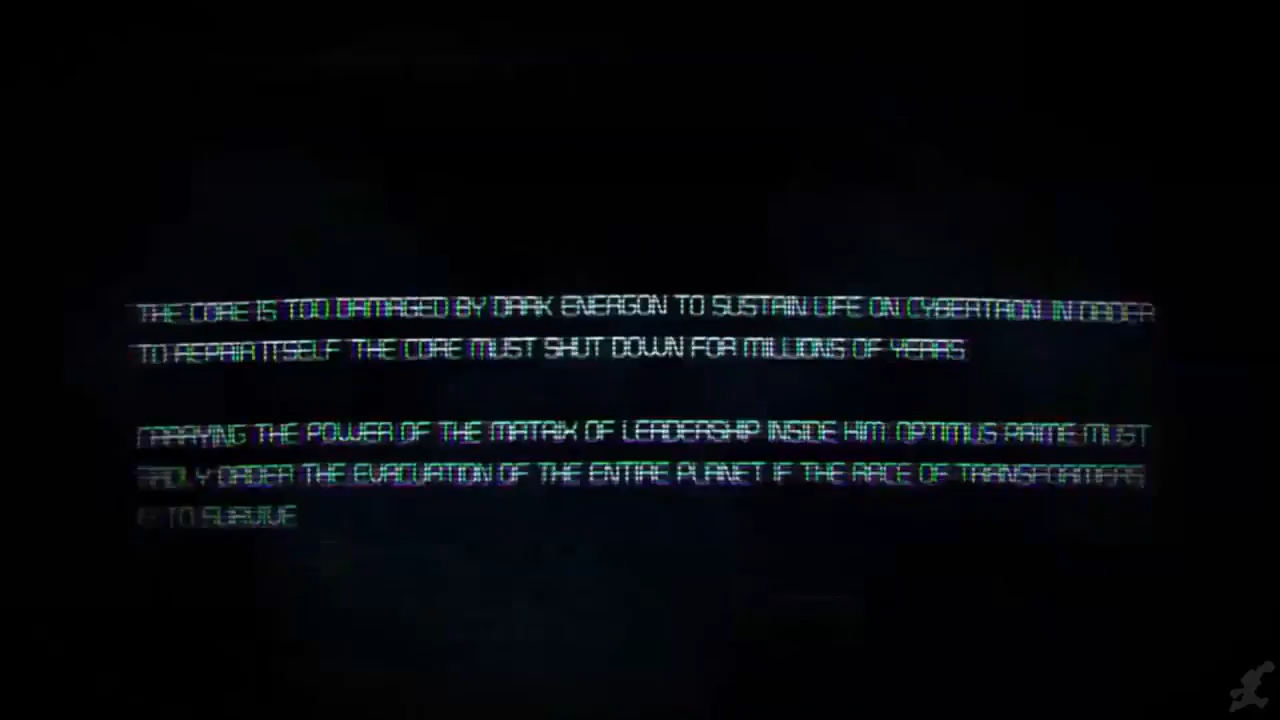 THE CORE IS TOO DAMAGED BY DARK ENERGON TO SUSTAIN LIFE ON CYBERTRON IN ORDER
TO REPAIR ITSELF THE CORE MUST SHUT DOWN FOR MILLIONS OF YEARS
CARRYING THE POWER OF THE MATRIX OF LEADERSHIP INSIDE HIM OPTIMUS PRIME MUST
SADLY ORDER THE EVACUATION OF THE ENTIRE PLANET IF THE RACE OF TRANSFORMERS
IS TO SURVIVE